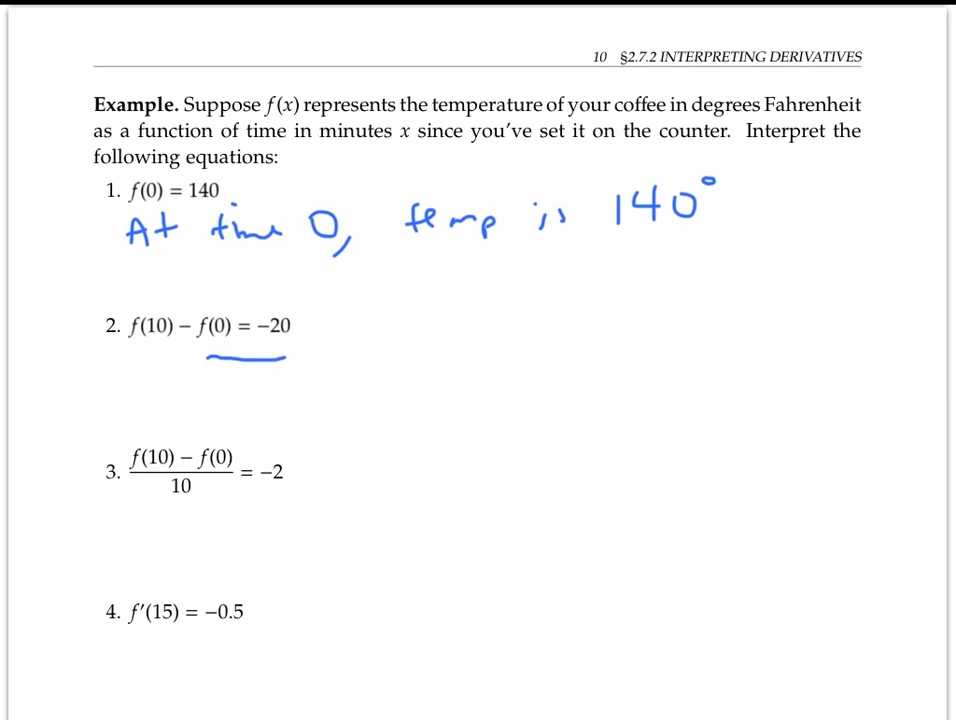 10 §2.7.2 INTERPRETING DERIVATIVES
Example. Suppose f(x) represents the temperature of your coffee in degrees Fahrenheit
as a function of time in minutes x since you've set it on the counter. Interpret the
following equations:
1. f(0) = 140
At time 0, temp is 140°
2. f(10) − f(0) = −20
3. \frac{f(10) − f(0)}{10} = −2
4. f′(15) = −0.5